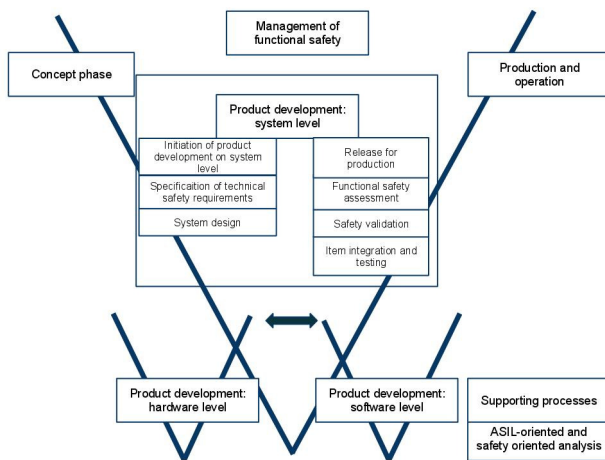 Management of
functional safety
Concept phase
Production and
operation
Product development:
system level
Initiation of product
development on system
level
Specificaition of technical
safety requirements
System design
Release for
production
Functional safety
assessment
Safety validation
Item integration and
testing
Product development:
hardware level
Product development:
software level
Supporting processes
ASIL-oriented and
safety oriented analysis